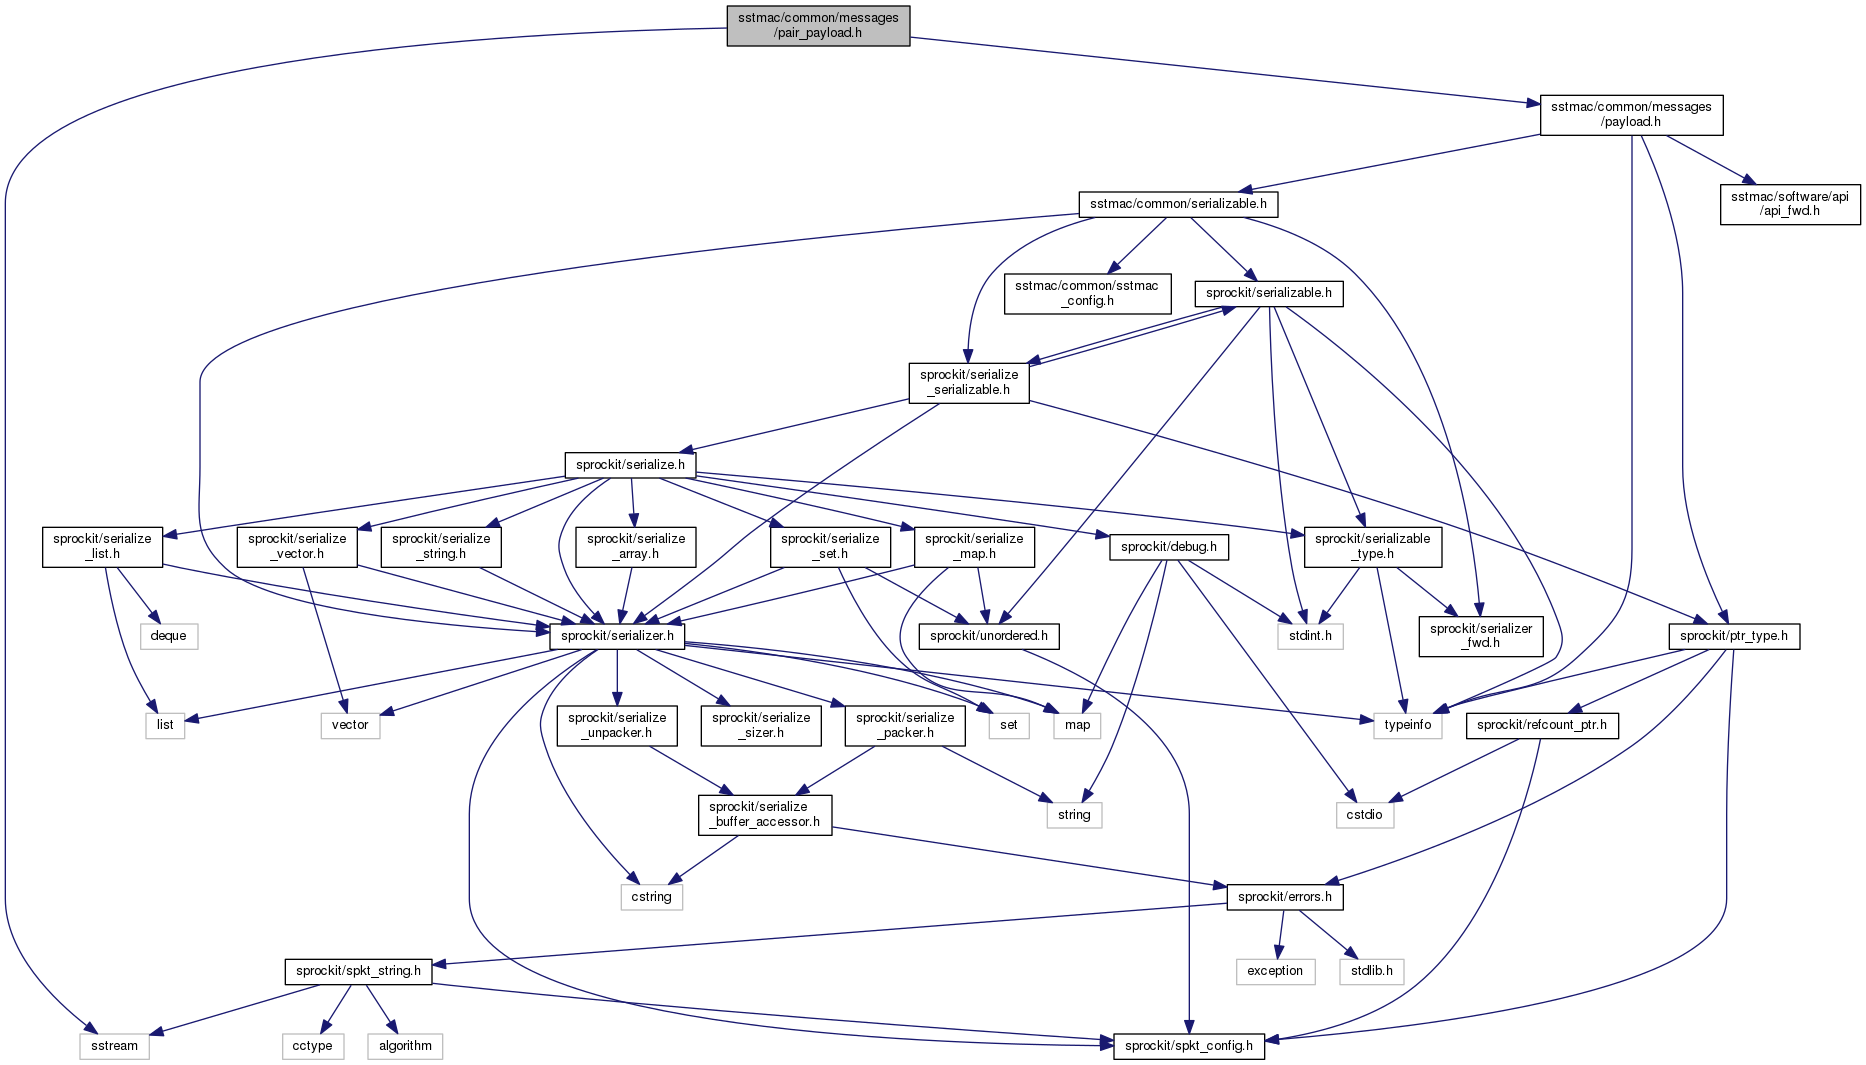 sstmac/common/messages
/pair_payload.h
sstmac/common/messages
/payload.h
sstmac/common/serializable.h
sstmac/software/api
/api_fwd.h
sstmac/common/sstmac
_config.h
sprockit/serializable.h
sprockit/serialize
_serializable.h
sprockit/serialize.h
sprockit/serialize
_list.h
sprockit/serialize
_vector.h
sprockit/serialize
_string.h
sprockit/serialize
_array.h
sprockit/serialize
_set.h
sprockit/serialize
_map.h
sprockit/debug.h
sprockit/serializable
_type.h
deque
sprockit/serializer.h
sprockit/unordered.h
stdint.h
sprockit/serializer
_fwd.h
sprockit/ptr_type.h
list
vector
sprockit/serialize
_unpacker.h
sprockit/serialize
_sizer.h
sprockit/serialize
_packer.h
set
map
typeinfo
sprockit/refcount_ptr.h
sprockit/serialize
_buffer_accessor.h
string
cstdio
cstring
sprockit/errors.h
sprockit/spkt_string.h
exception
stdlib.h
sstream
cctype
algorithm
sprockit/spkt_config.h